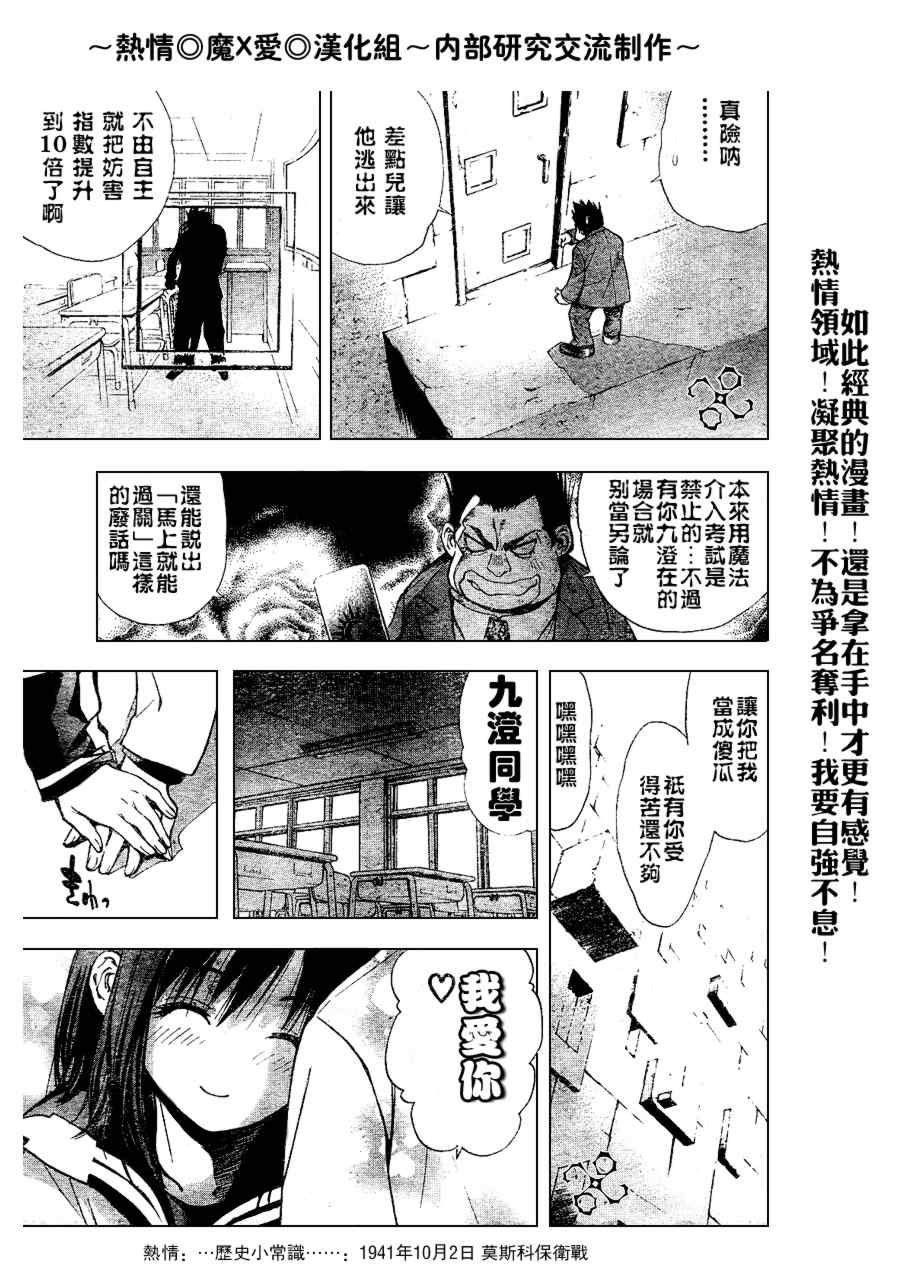 ～熱情◎魔X愛◎漢化組～内部研究交流制作～
真險吶
………
差點兒讓
他逃出來
不由自主
就把妨害
指數提升
到10倍了啊
本來用魔法
介入考試是
禁止的…不過
有你九澄在的
場合就
别當另論了
還能說出
「馬上就能
過關」這樣
的廢話嗎
讓你把我
當成傻瓜
衹有你受
得苦還不夠
嘿嘿嘿嘿
九澄同學
きゅっ
我愛你
♥
如此經典的漫畫！還是拿在手中才更有感覺！
熱情領域！凝聚熱情！不為爭名奪利！我要自強不息！
熱情：…歷史小常識……：1941年10月2日 莫斯科保衛戰